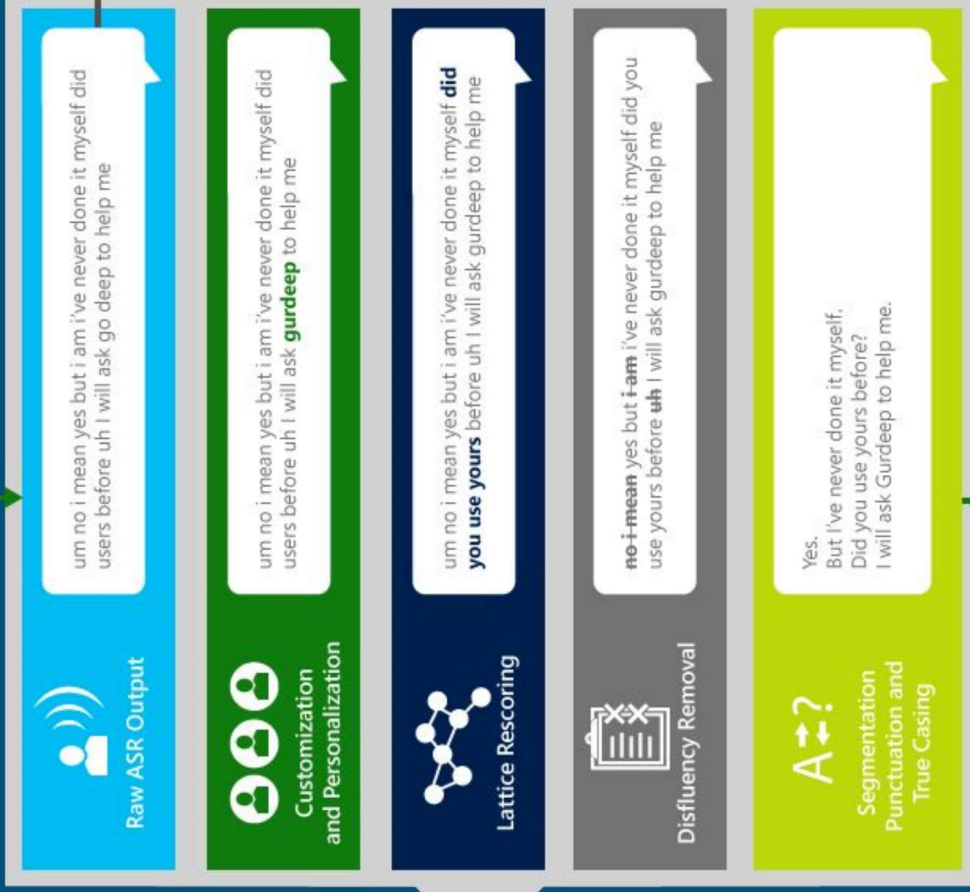 Raw ASR Output
um no i mean yes but i am i've never done it myself did
users before uh I will ask go deep to help me
Customization
and Personalization
um no i mean yes but i am i've never done it myself did
users before uh I will ask gurdeep to help me
Lattice Rescoring
um no i mean yes but i am i've never done it myself did
you use yours before uh I will ask gurdeep to help me
Disfluency Removal
no i mean yes but i am i've never done it myself did you
use yours before uh I will ask gurdeep to help me
A ?
Segmentation
Punctuation and
True Casing
Yes.
But I've never done it myself.
Did you use yours before?
I will ask Gurdeep to help me.